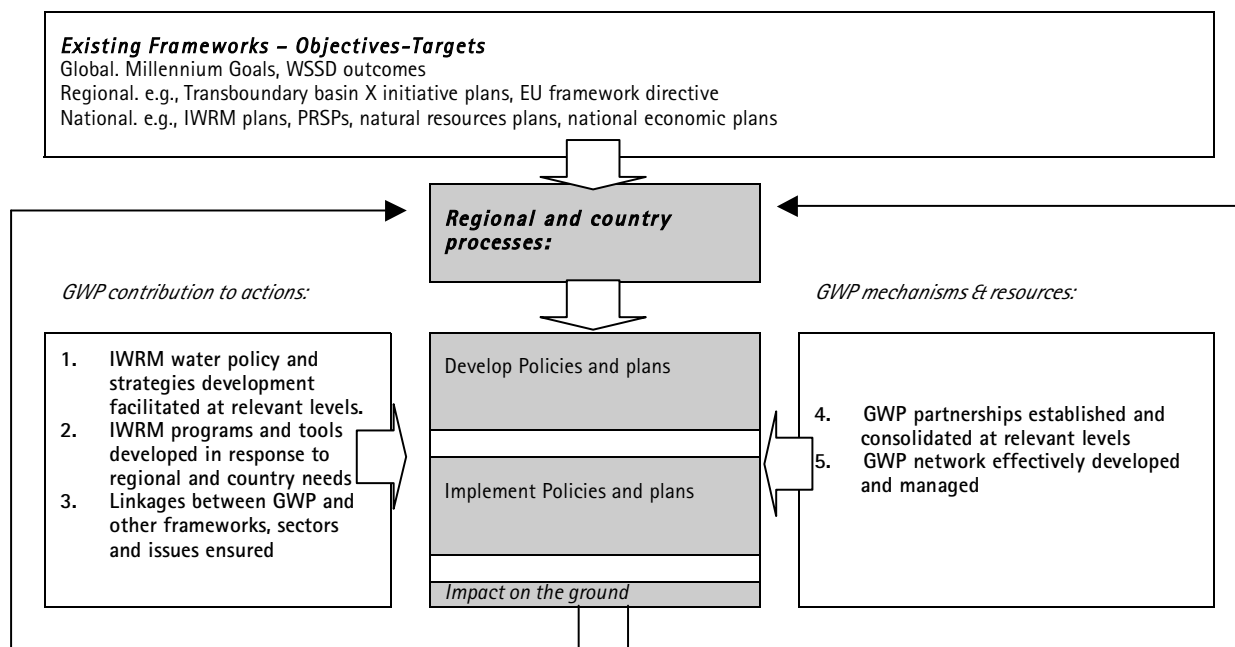 Existing Frameworks – Objectives-Targets
Global. Millennium Goals, WSSD outcomes
Regional. e.g., Transboundary basin X initiative plans, EU framework directive
National. e.g., IWRM plans, PRSPs, natural resources plans, national economic plans
Regional and country
processes:
GWP contribution to actions:
1. IWRM water policy and
strategies development
facilitated at relevant levels.
2. IWRM programs and tools
developed in response to
regional and country needs
3. Linkages between GWP and
other frameworks, sectors
and issues ensured
Develop Policies and plans
Implement Policies and plans
Impact on the ground
GWP mechanisms & resources:
4. GWP partnerships established and
consolidated at relevant levels
5. GWP network effectively developed
and managed